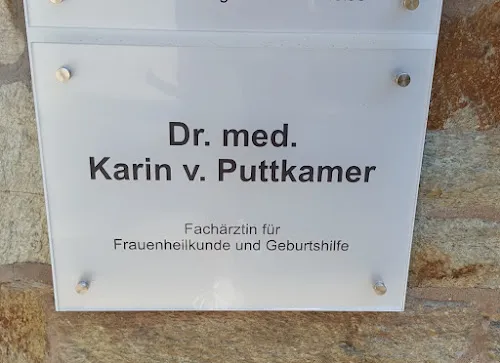 Dr. med.
Karin v. Puttkamer
Fachärztin für
Frauenheilkunde und Geburtshilfe